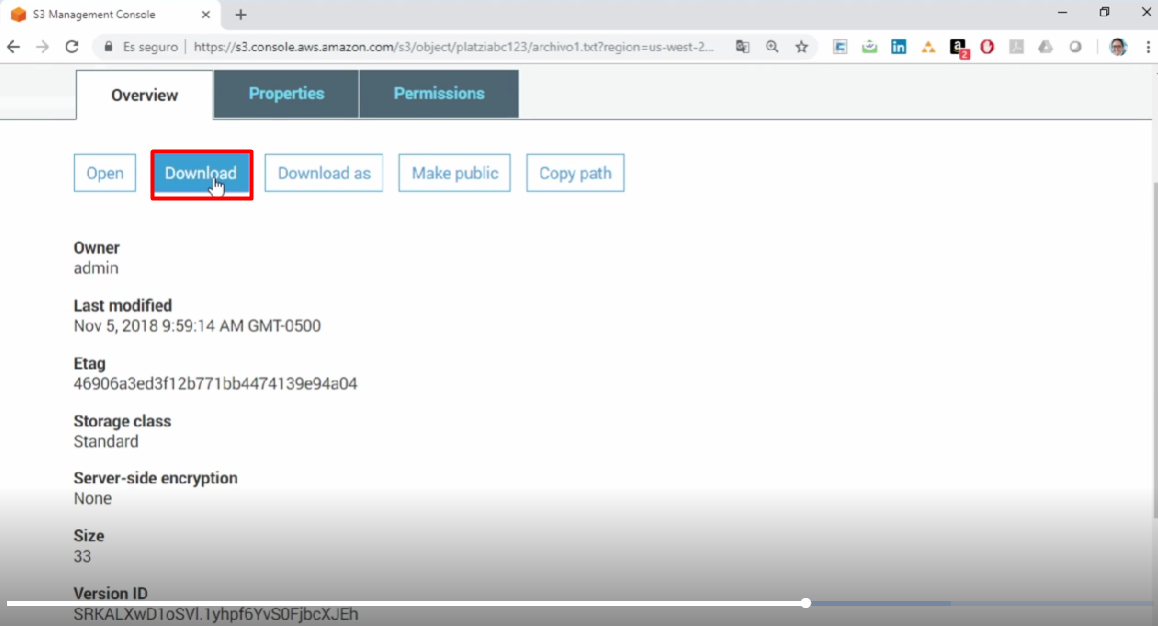 S3 Management Console
Es seguro
https://s3.console.aws.amazon.com/s3/object/platziabc123/archivo1.txt?region=us-west-2...
in
a
2
Overview
Properties
Permissions
Open
Download
Download as
Make public
Copy path
Owner
admin
Last modified
Nov 5, 2018 9:59:14 AM GMT-0500
Etag
46906a3ed3f12b771bb4474139e94a04
Storage class
Standard
Server-side encryption
None
Size
33
Version ID
SRKALXwD1oSVl.1yhpf6YvS0FjbcXJEh